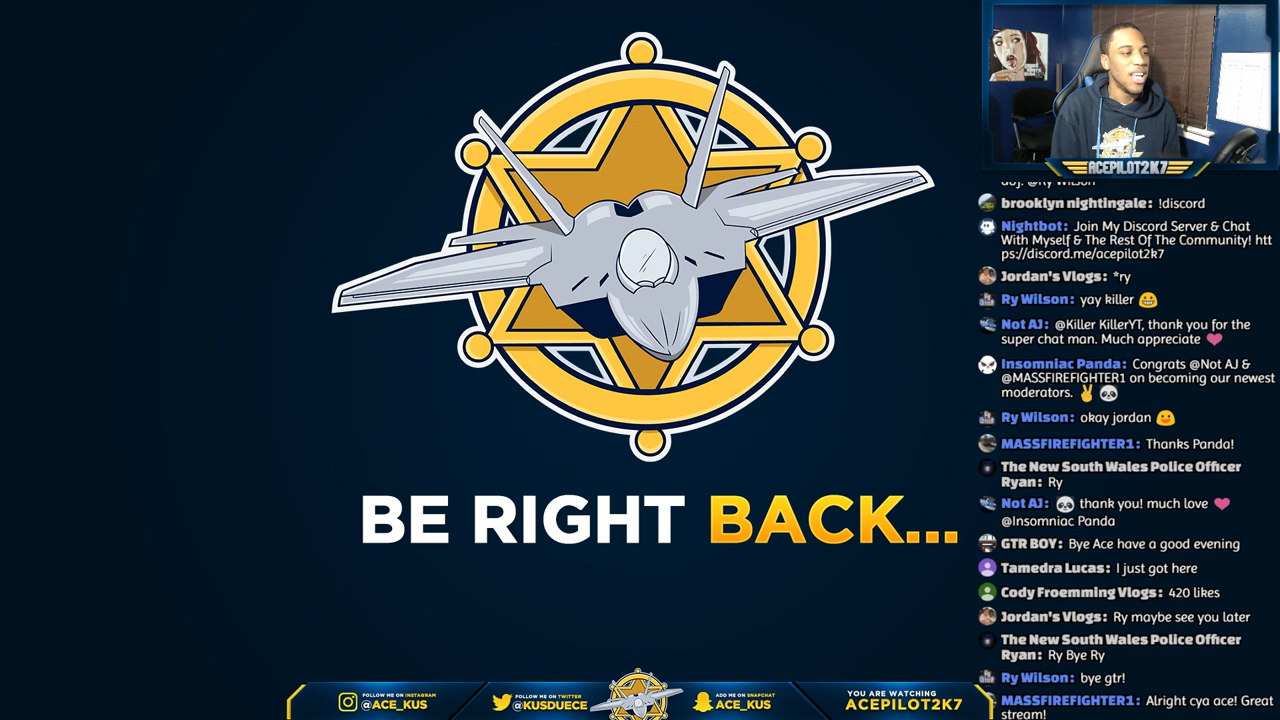 ACEPILOT2K7
doj. @Ry Wilson
brooklyn nightingale: !discord
Nightbot: Join My Discord Server & Chat
With Myself & The Rest Of The Community! htt
ps://discord.me/acepilot2k7
Jordan's Vlogs: *ry
Ry Wilson: yay killer 😀
Not AJ: @Killer KillerYT, thank you for the
super chat man. Much appreciate ❤
Insomniac Panda: Congrats @Not AJ &
@MASSFIREFIGHTER1 on becoming our newest
moderators. ✌🐼
Ry Wilson: okay jordan 😛
MASSFIREFIGHTER1: Thanks Panda!
The New South Wales Police Officer
Ryan: Ry
Not AJ: 🐼 thank you! much love ❤
@Insomniac Panda
GTR BOY: Bye Ace have a good evening
Tamedra Lucas: I just got here
Cody Froemming Vlogs: 420 likes
Jordan's Vlogs: Ry maybe see you later
The New South Wales Police Officer
Ryan: Ry Bye Ry
Ry Wilson: bye gtr!
MASSFIREFIGHTER1: Alright cya ace! Great
stream!
BE RIGHT BACK...
FOLLOW ME ON INSTAGRAM
@ACE_KUS
FOLLOW ME ON TWITTER
@KUSDUECE
ADD ME ON SNAPCHAT
ACE_KUS
YOU ARE WATCHING
ACEPILOT2K7